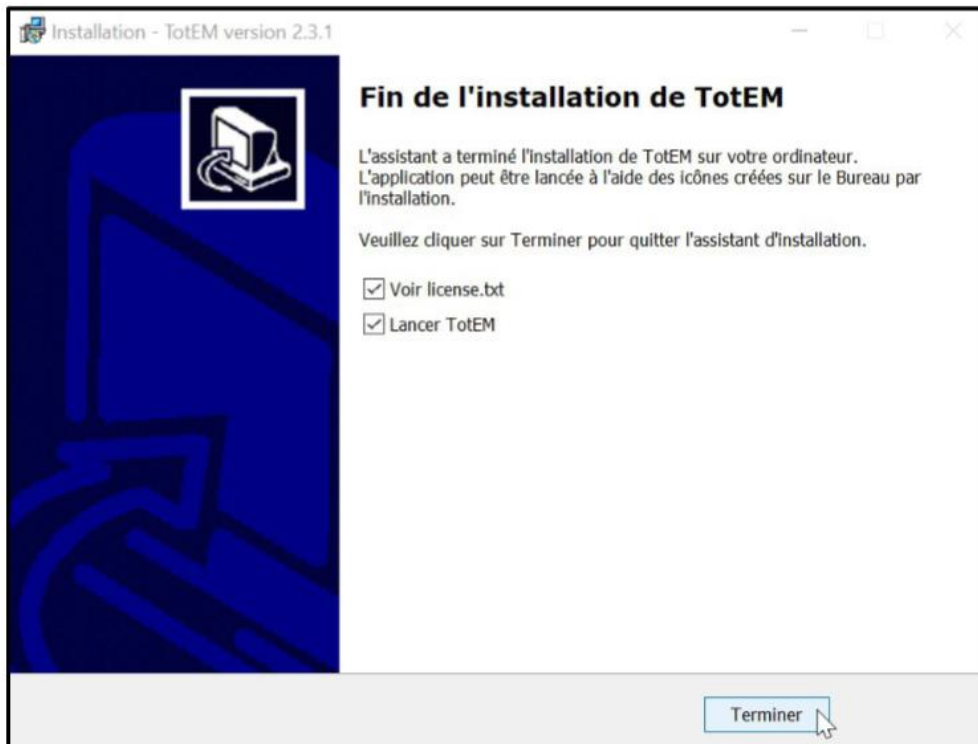 Installation - TotEM version 2.3.1
Fin de l'installation de TotEM
L'assistant a terminé l'installation de TotEM sur votre ordinateur.
L'application peut être lancée à l'aide des icônes créées sur le Bureau par
l'installation.
Veuillez cliquer sur Terminer pour quitter l'assistant d'installation.
Voir license.txt
Lancer TotEM
Terminer